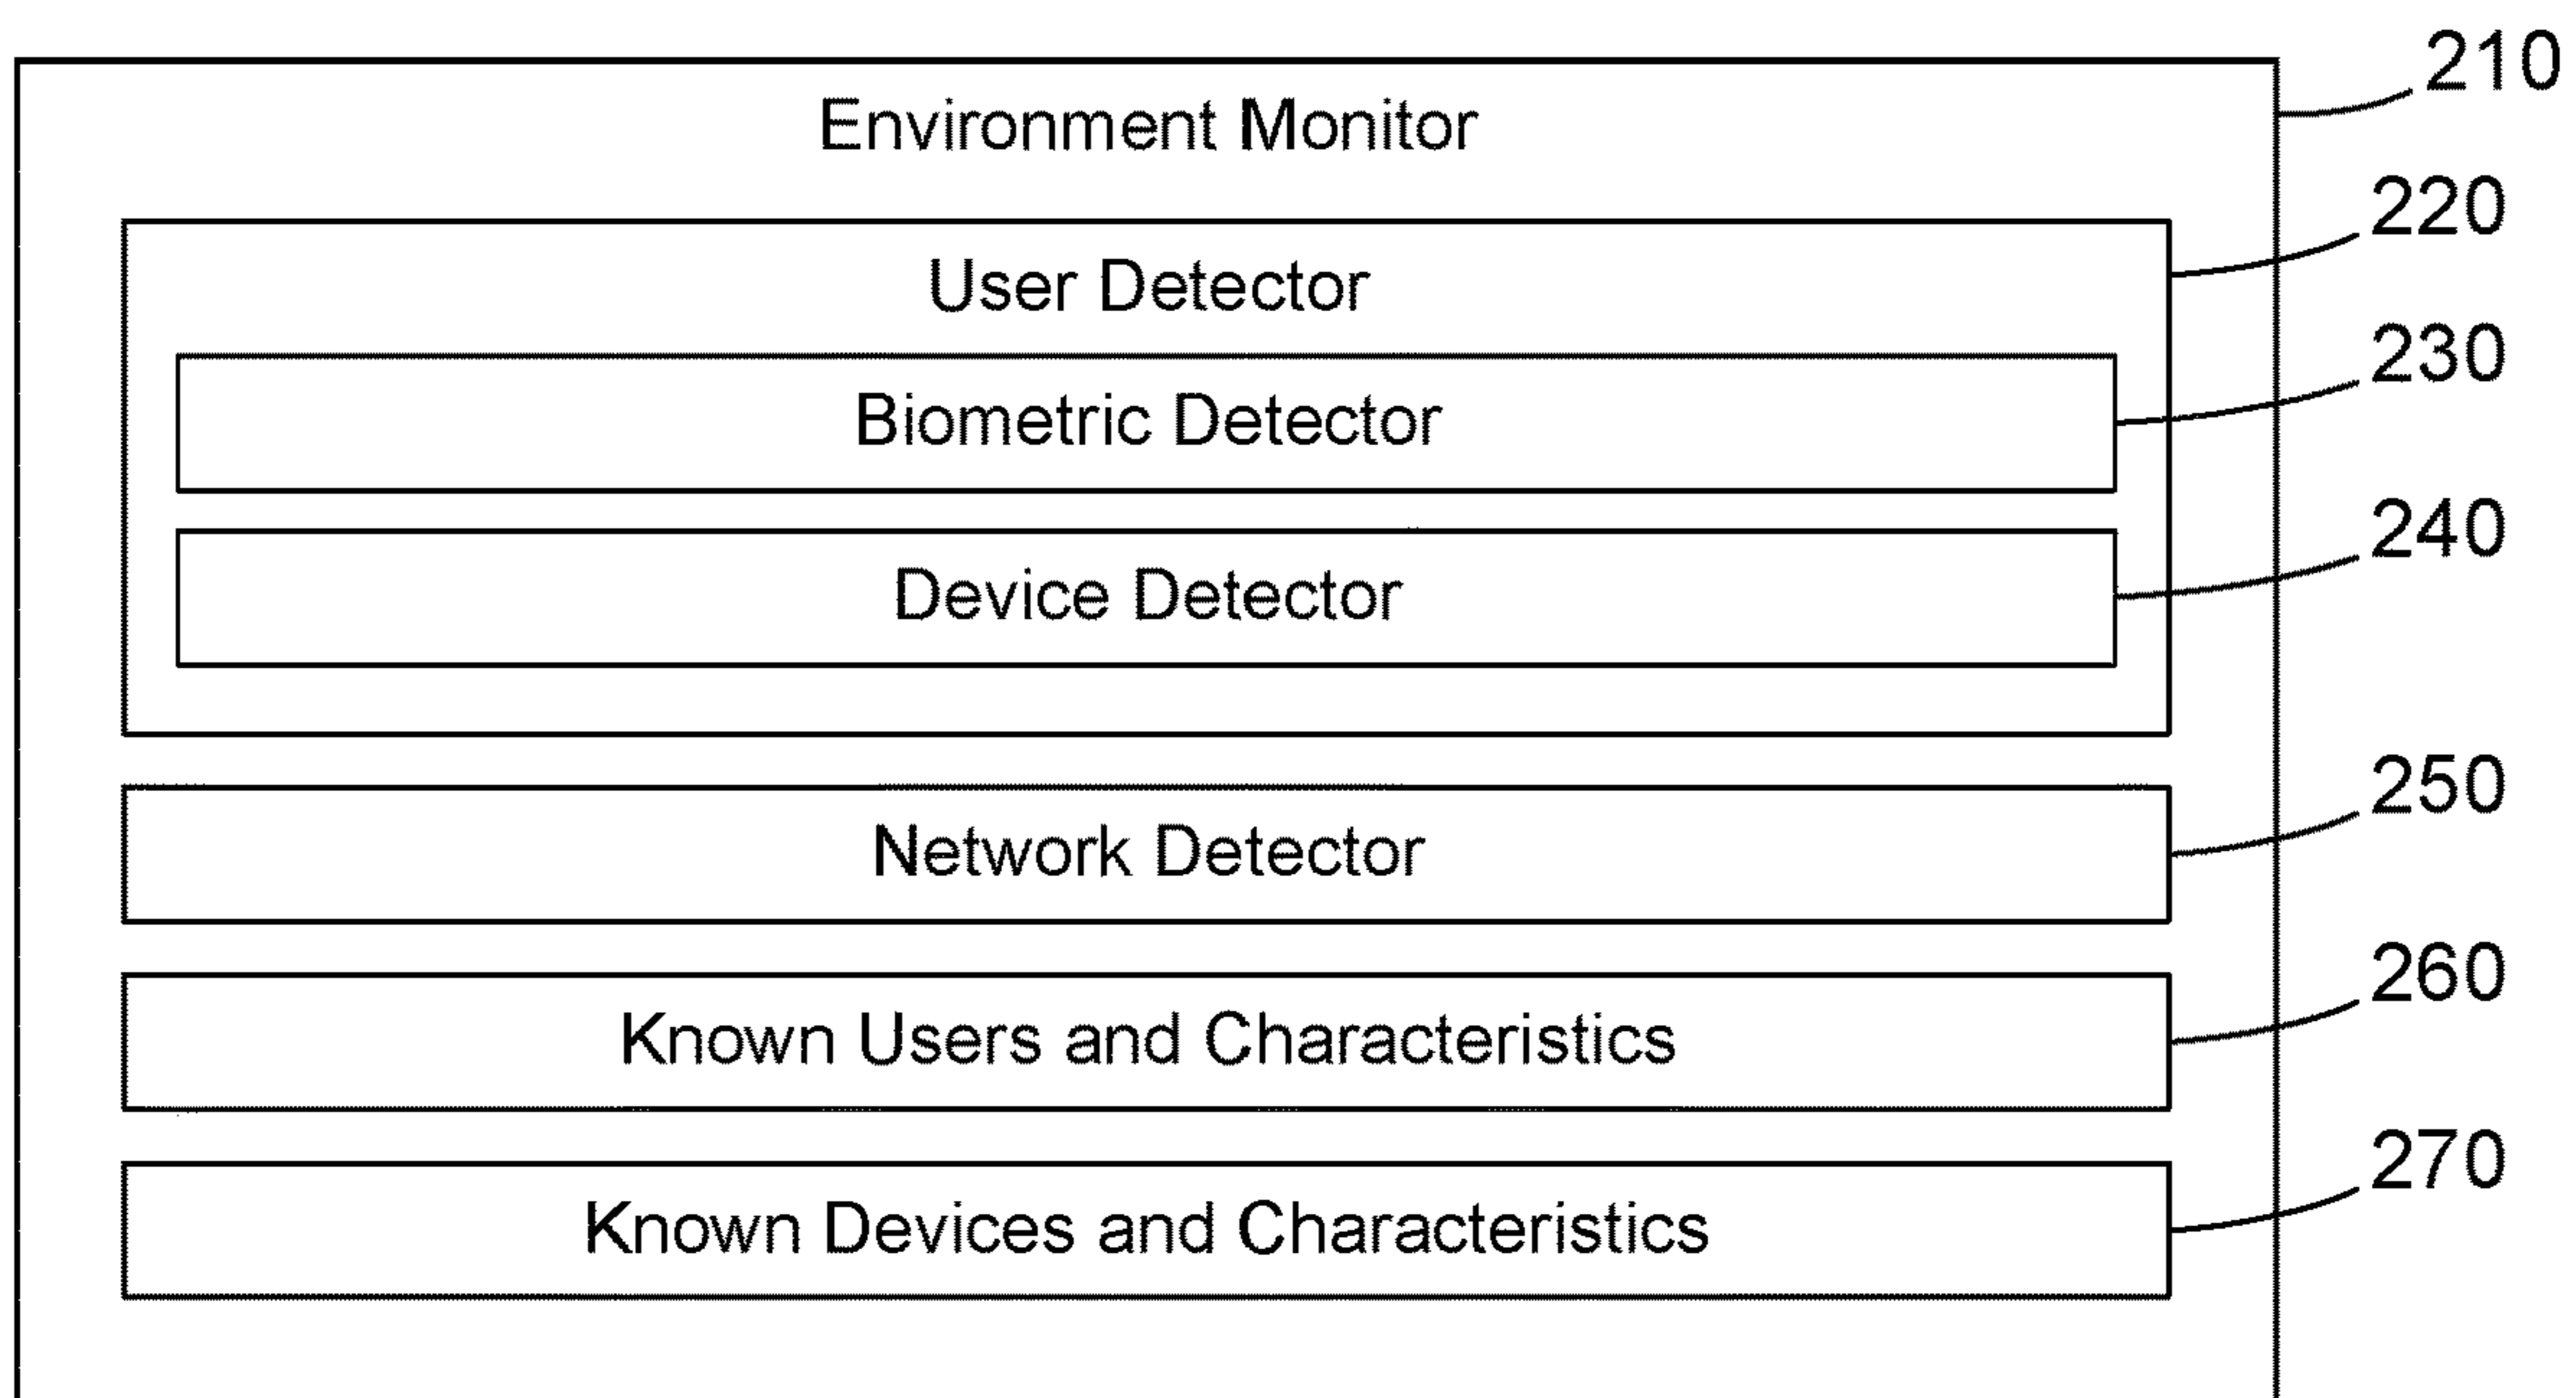 210
Environment Monitor
220
User Detector
230
Biometric Detector
240
Device Detector
250
Network Detector
260
Known Users and Characteristics
270
Known Devices and Characteristics